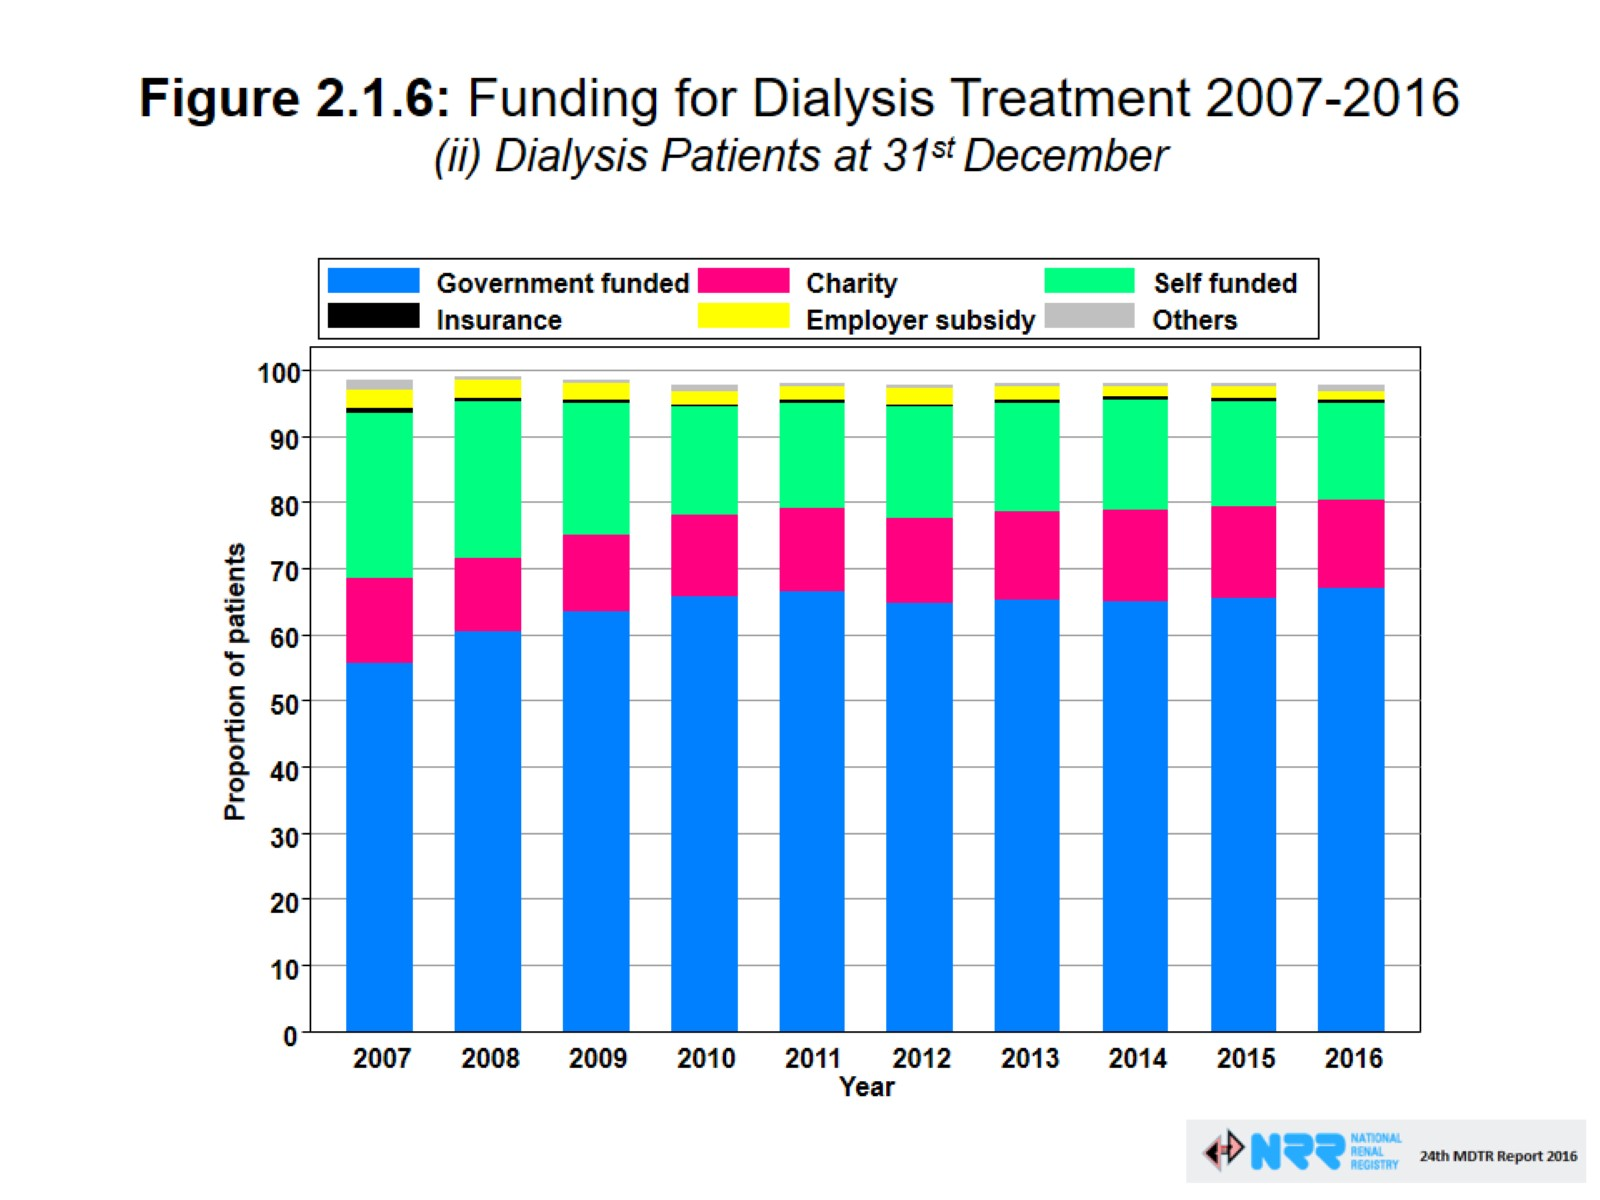 Figure 2.1.6: Funding for Dialysis Treatment 2007-2016
(ii) Dialysis Patients at 31st December
Government funded Charity Self funded
Insurance Employer subsidy Others
100
90
80
70
60
50
40
30
20
10
0
Proportion of patients
2007 2008 2009 2010 2011 2012 2013 2014 2015 2016
Year
NRR
NATIONAL
RENAL
REGISTRY
24th MDTR Report 2016